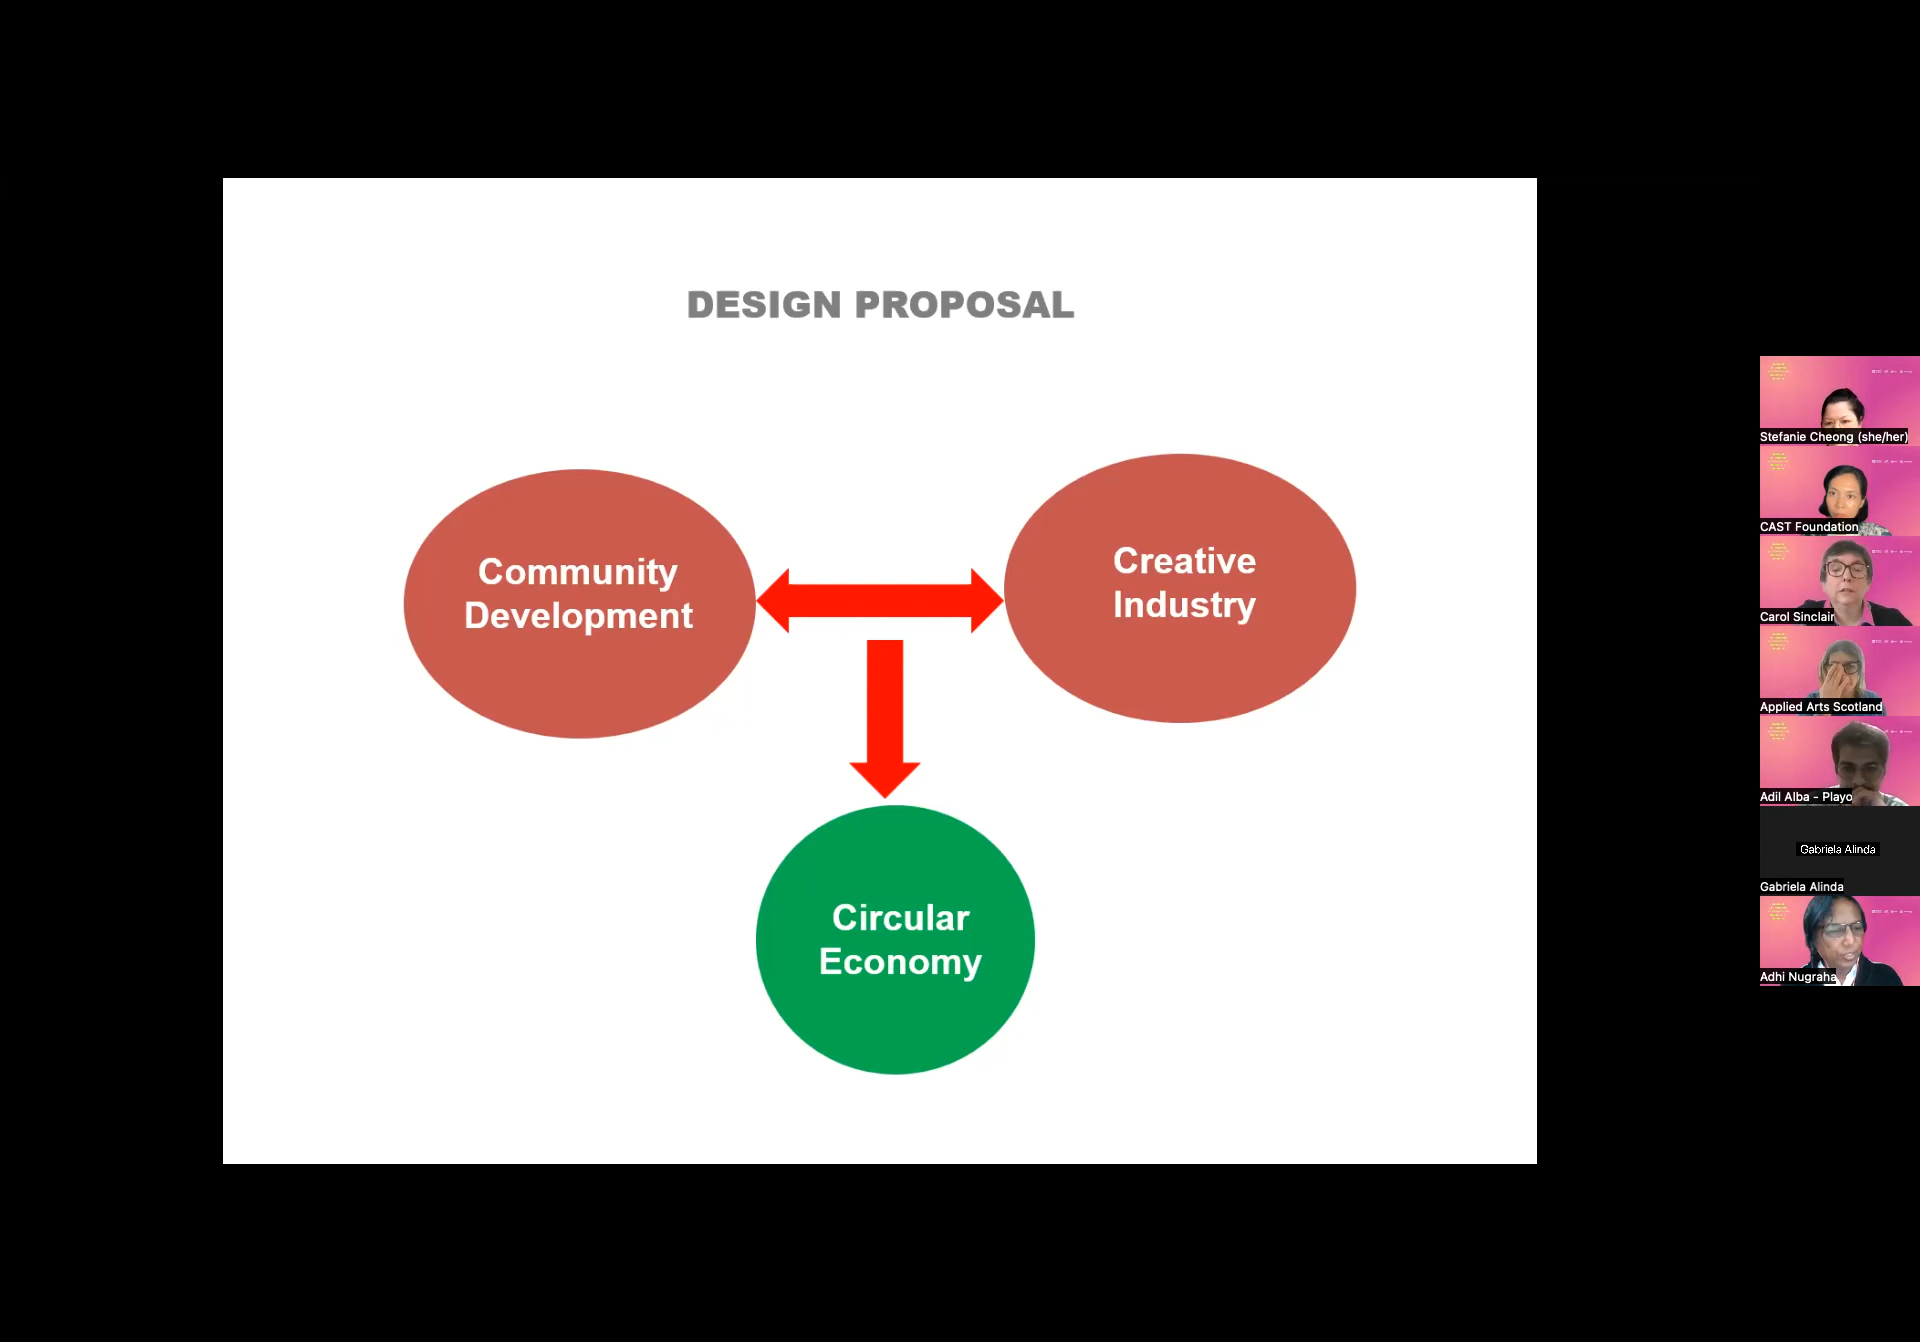 DESIGN PROPOSAL
Community
Development
Creative
Industry
Circular
Economy
Stefanie Cheong (she/her)
CAST Foundation
Carol Sinclair
Applied Arts Scotland
Adil Alba - Playo
Gabriela Alinda
Gabriela Alinda
Adhi Nugraha